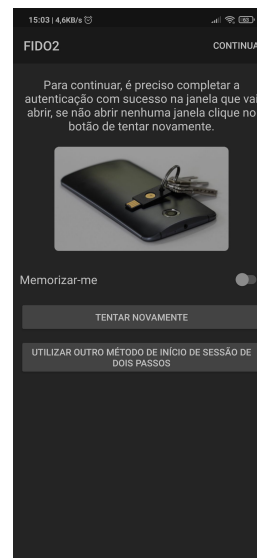 15:03 | 4,6KB/s
FIDO2
CONTINUA
Para continuar, é preciso completar a
autenticação com sucesso na janela que vai
abrir, se não abrir nenhuma janela clique no
botão de tentar novamente.
Memorizar-me
TENTAR NOVAMENTE
UTILIZAR OUTRO MÉTODO DE INÍCIO DE SESSÃO DE
DOIS PASSOS